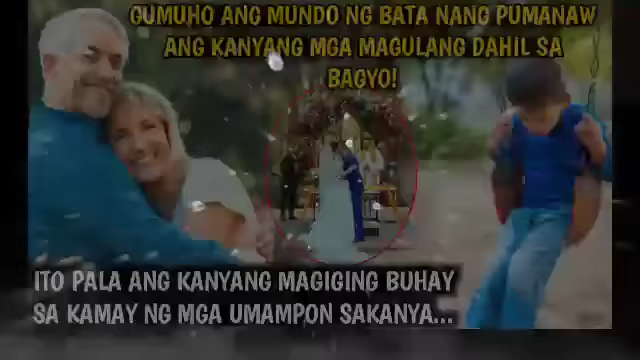 GUMUHO ANG MUNDO NG BATA NANG PUMANAW
ANG KANYANG MGA MAGULANG DAHIL SA
BAGYO!
ITO PALA ANG KANYANG MAGIGING BUHAY
SA KAMAY NG MGA UMAMPON SAKANYA...